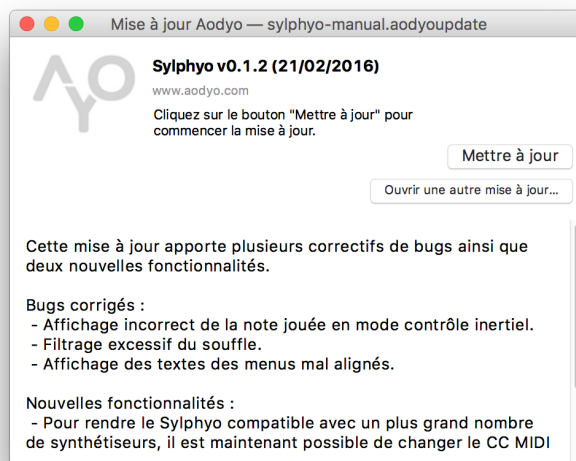 Mise à jour Aodyo — sylphyo-manual.aodyoupdate
AYO
Sylphyo v0.1.2 (21/02/2016)
www.aodyo.com
Cliquez sur le bouton "Mettre à jour" pour
commencer la mise à jour.
Mettre à jour
Ouvrir une autre mise à jour...
Cette mise à jour apporte plusieurs correctifs de bugs ainsi que
deux nouvelles fonctionnalités.
Bugs corrigés :
- Affichage incorrect de la note jouée en mode contrôle inertiel.
- Filtrage excessif du souffle.
- Affichage des textes des menus mal alignés.
Nouvelles fonctionnalités :
- Pour rendre le Sylphyo compatible avec un plus grand nombre
de synthétiseurs, il est maintenant possible de changer le CC MIDI